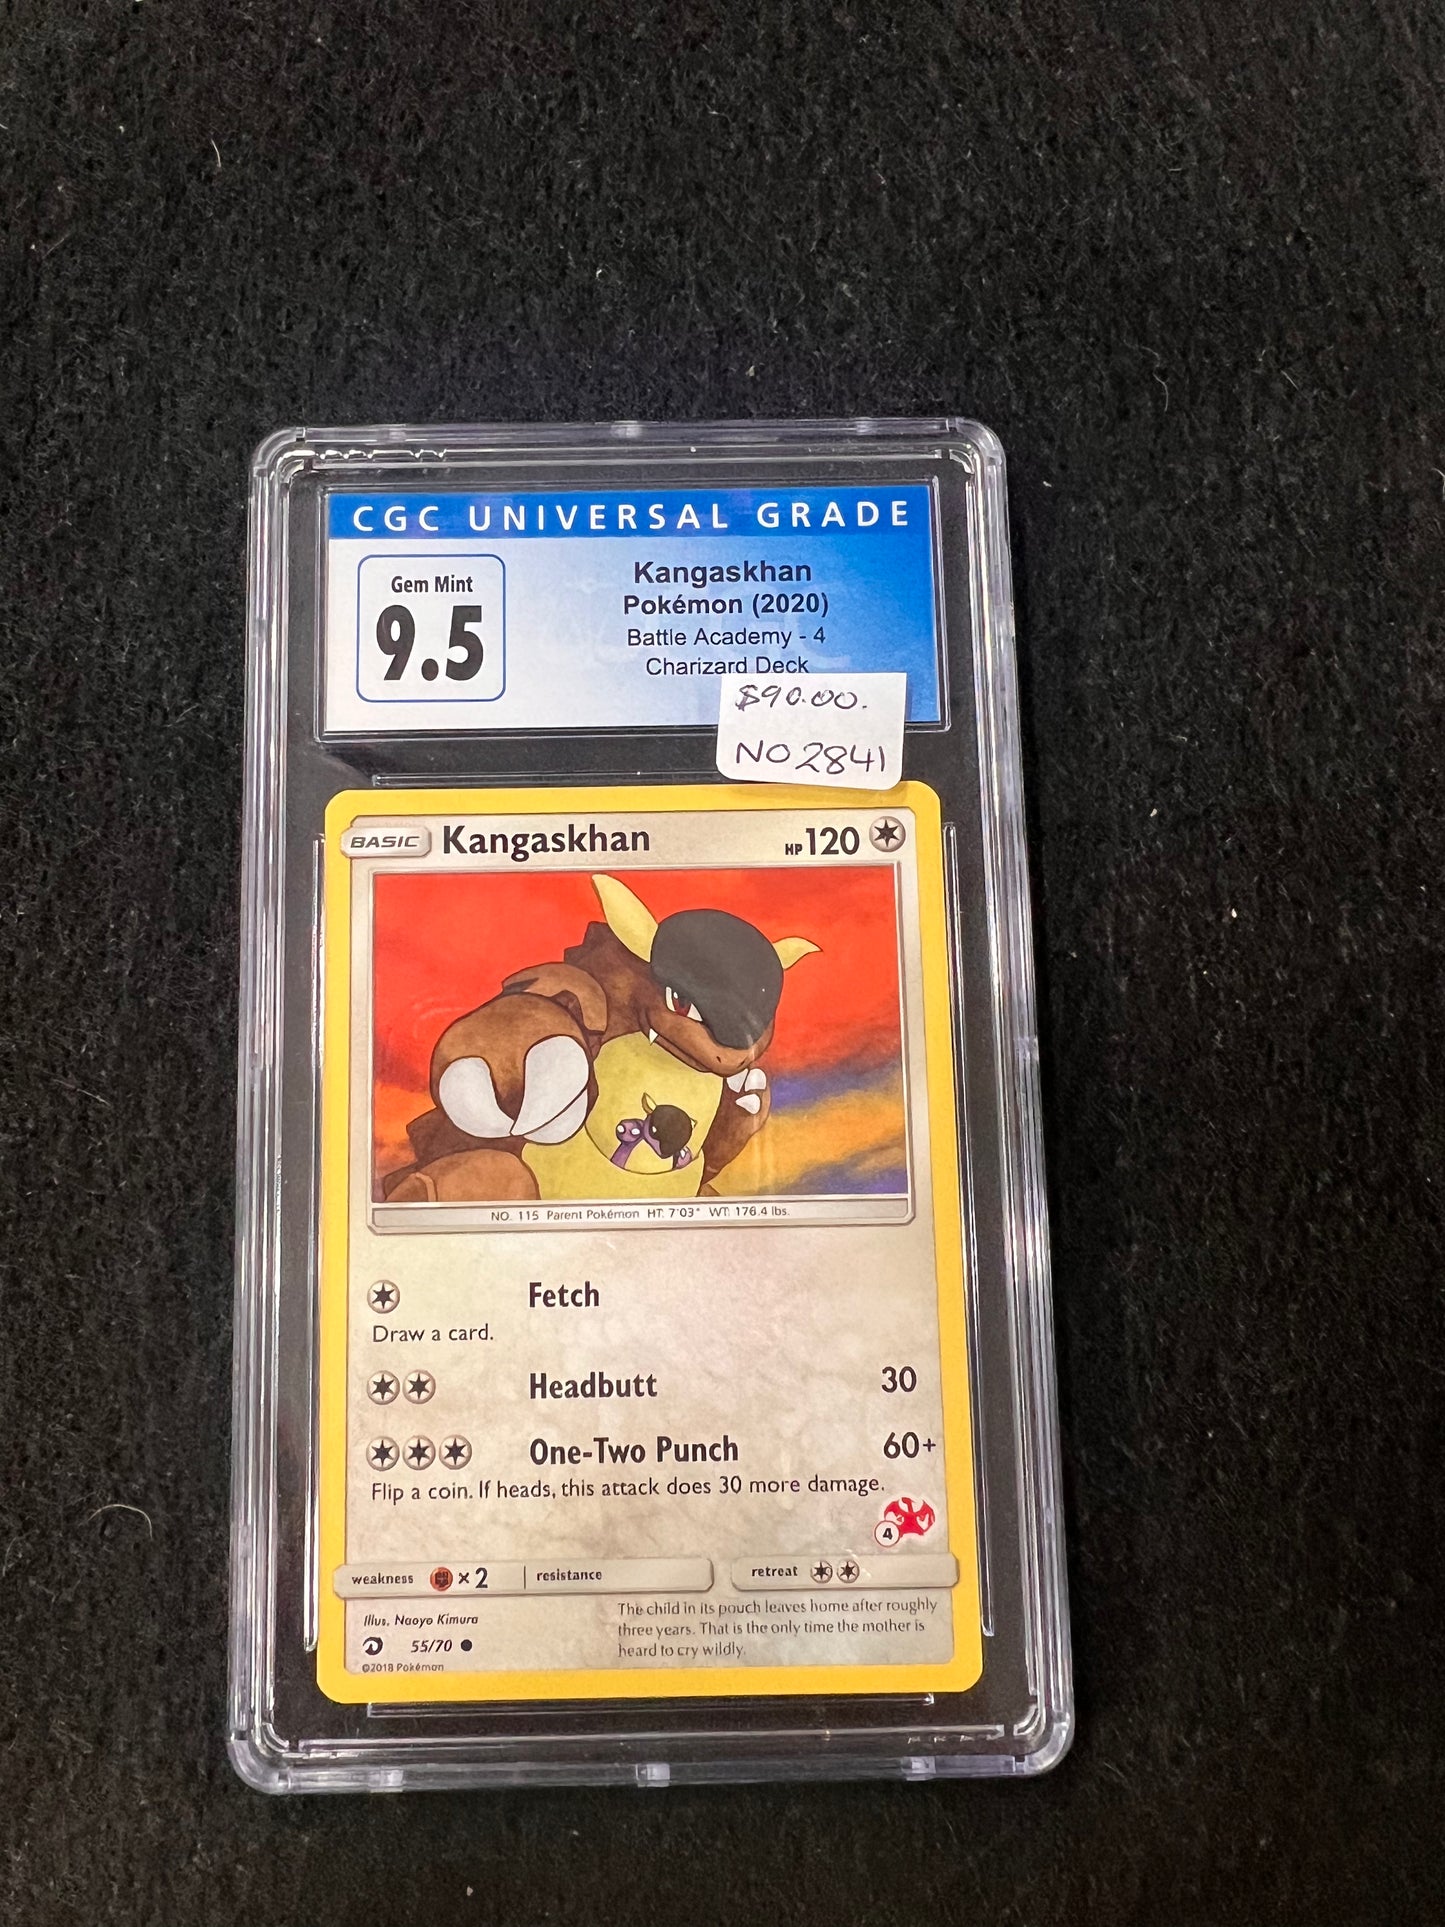 CGC UNIVERSAL GRADE
Gem Mint
9.5
Kangaskhan
Pokémon (2020)
Battle Academy - 4
Charizard Deck
$90.00.
NO 2841
BASIC Kangaskhan HP 120
NO. 115 Parent Pokémon HT: 7'03" WT: 176.4 lbs.
Fetch
Draw a card.
Headbutt 30
One-Two Punch 60+
Flip a coin. If heads, this attack does 30 more damage.
4
weakness ×2 resistance retreat
Illus. Naoyo Kimura
55/70
©2018 Pokémon
The child in its pouch leaves home after roughly
three years. That is the only time the mother is
heard to cry wildly.